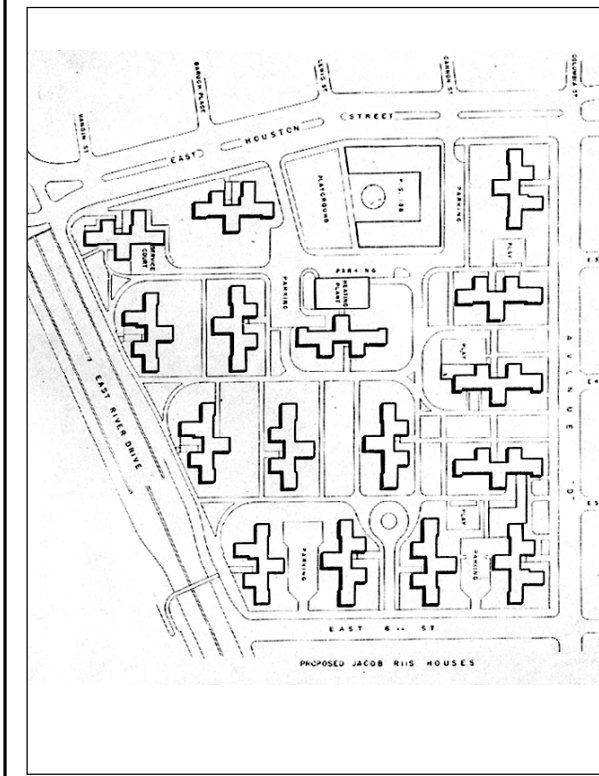 MANGIN ST.
BARUCH PLACE
LEWIS ST.
CANNON ST.
COLUMBIA ST.
EAST HOUSTON STREET
PLAYGROUND
P.S. 188
PARKING
SERVICE COURT
PLAY
PARKING
PARKING
HEATING PLANT
PLAY
AVENUE "D"
EAST RIVER DRIVE
PLAY
PARKING
PARKING
EAST 6TH ST.
PROPOSED JACOB RIIS HOUSES